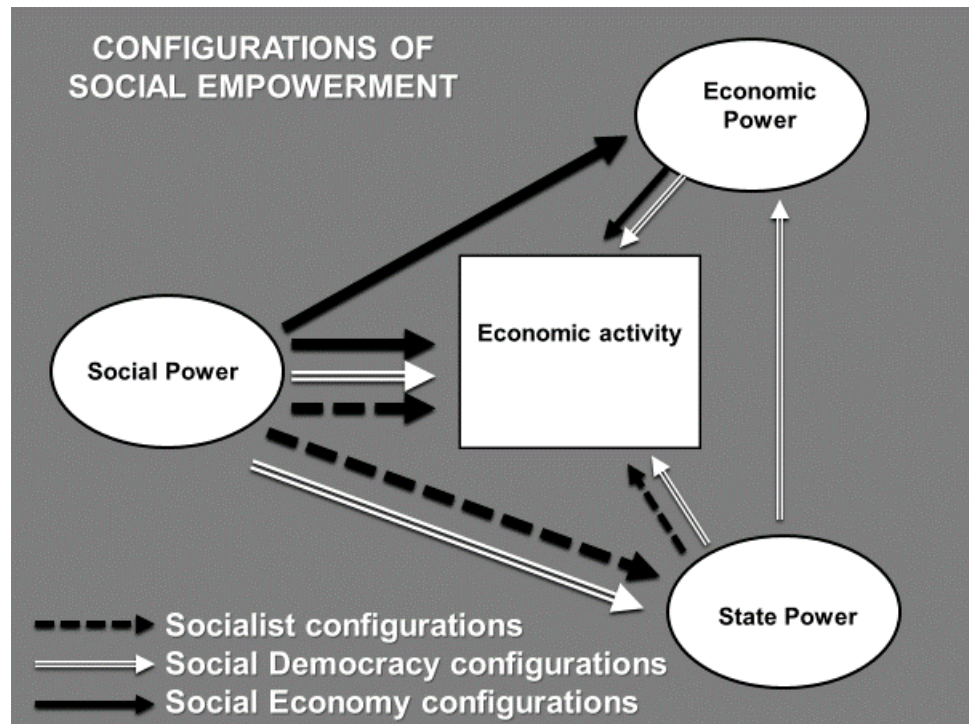 CONFIGURATIONS OF
SOCIAL EMPOWERMENT
Economic
Power
Economic activity
Social Power
State Power
Socialist configurations
Social Democracy configurations
Social Economy configurations